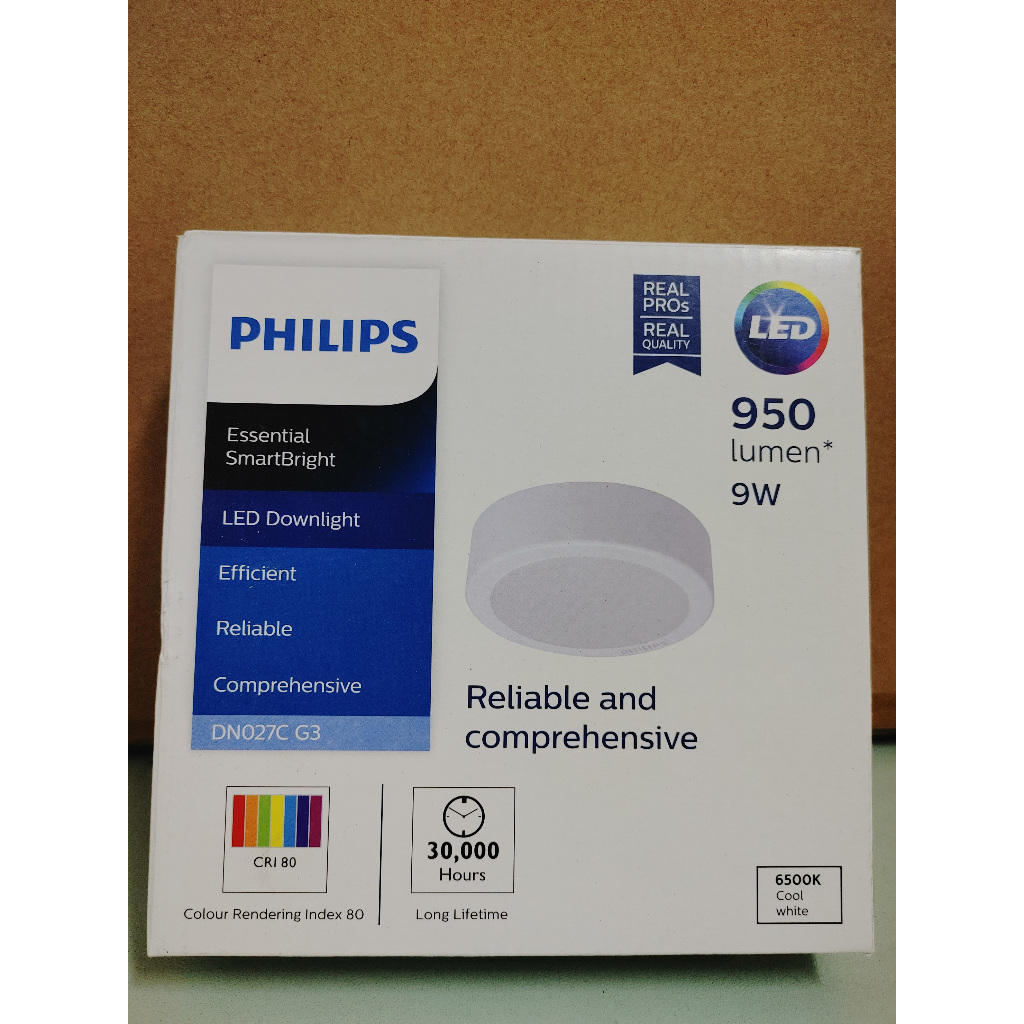 PHILIPS
Essential
SmartBright
LED Downlight
Efficient
Reliable
Comprehensive
DN027C G3
REAL
PROs
REAL
QUALITY
LED
950
lumen*
9W
PHILIPS
Reliable and
comprehensive
CRI 80
Colour Rendering Index 80
30,000
Hours
Long Lifetime
6500K
Cool
white